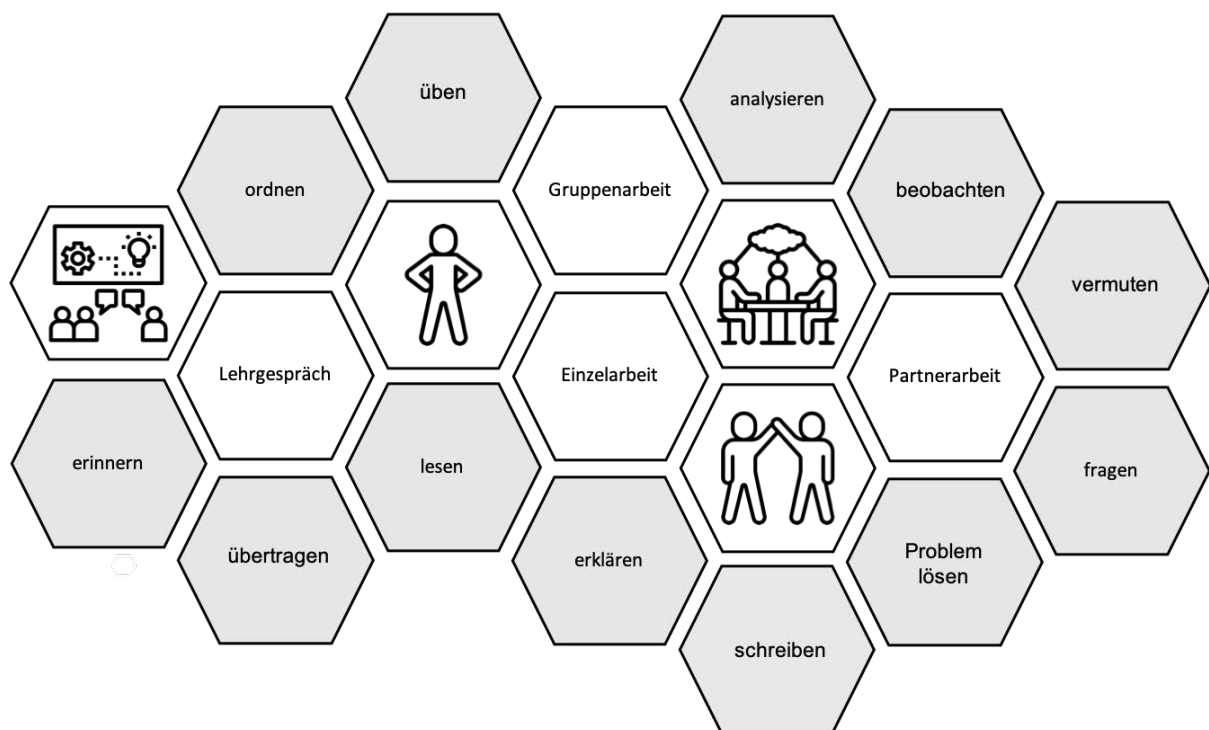 üben
analysieren
ordnen
Gruppenarbeit
beobachten
vermuten
Lehrgespräch
Einzelarbeit
Partnerarbeit
erinnern
lesen
fragen
übertragen
erklären
Problem
lösen
schreiben